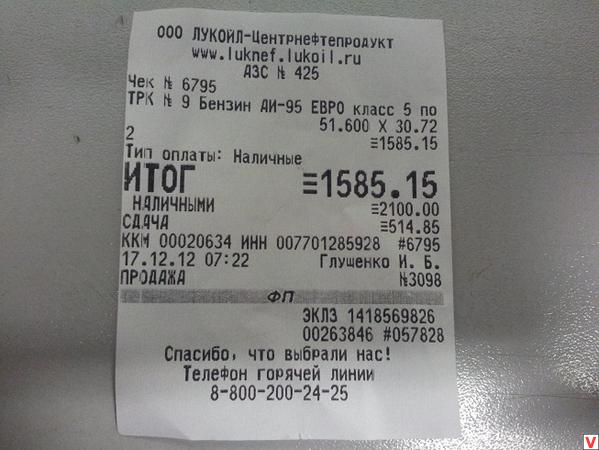 ООО ЛУКОЙЛ-Центрнефтепродукт
www.luknef.lukoil.ru
АЗС № 425
Чек № 6795
ТРК № 9 Бензин АИ-95 ЕВРО класс 5 по
51.600 X 30.72
2
≡1585.15
Тип оплаты: Наличные
ИТОГ ≡1585.15
НАЛИЧНЫМИ ≡2100.00
СДАЧА ≡514.85
ККМ 00020634 ИНН 007701285928 #6795
17.12.12 07:22 Глущенко И. Б.
ПРОДАЖА №3098
ФП
ЭКЛЗ 1418569826
00263846 #057828
Спасибо, что выбрали нас!
Телефон горячей линии
8-800-200-24-25
V